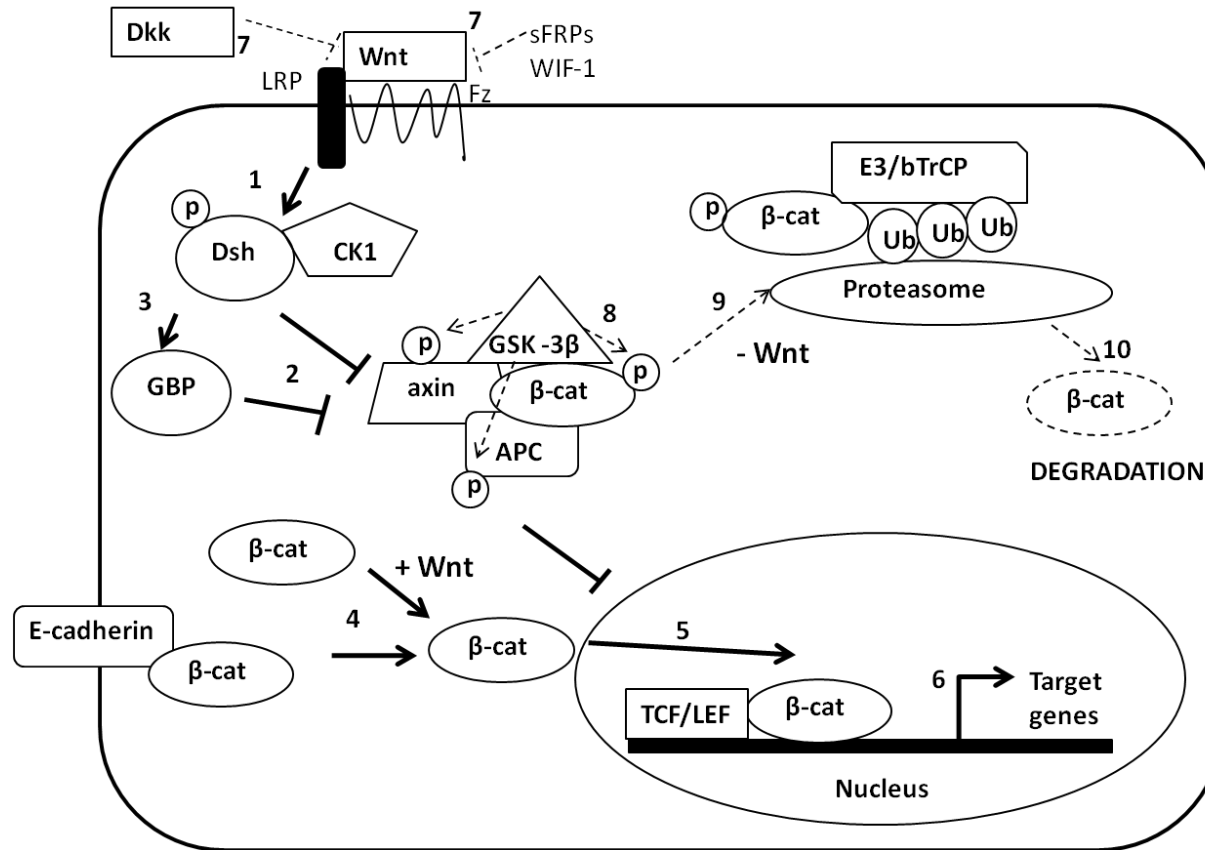 Dkk
7
Wnt
7
sFRPs
WIF-1
LRP
Fz
1
p
Dsh
CK1
3
GBP
2
E3/bTrCP
p
β-cat
Ub
Ub
Ub
Proteasome
9
- Wnt
10
β-cat
DEGRADATION
8
p
GSK -3β
p
axin
β-cat
APC
p
β-cat
+ Wnt
E-cadherin
β-cat
4
β-cat
5
TCF/LEF
β-cat
6
Target
genes
Nucleus